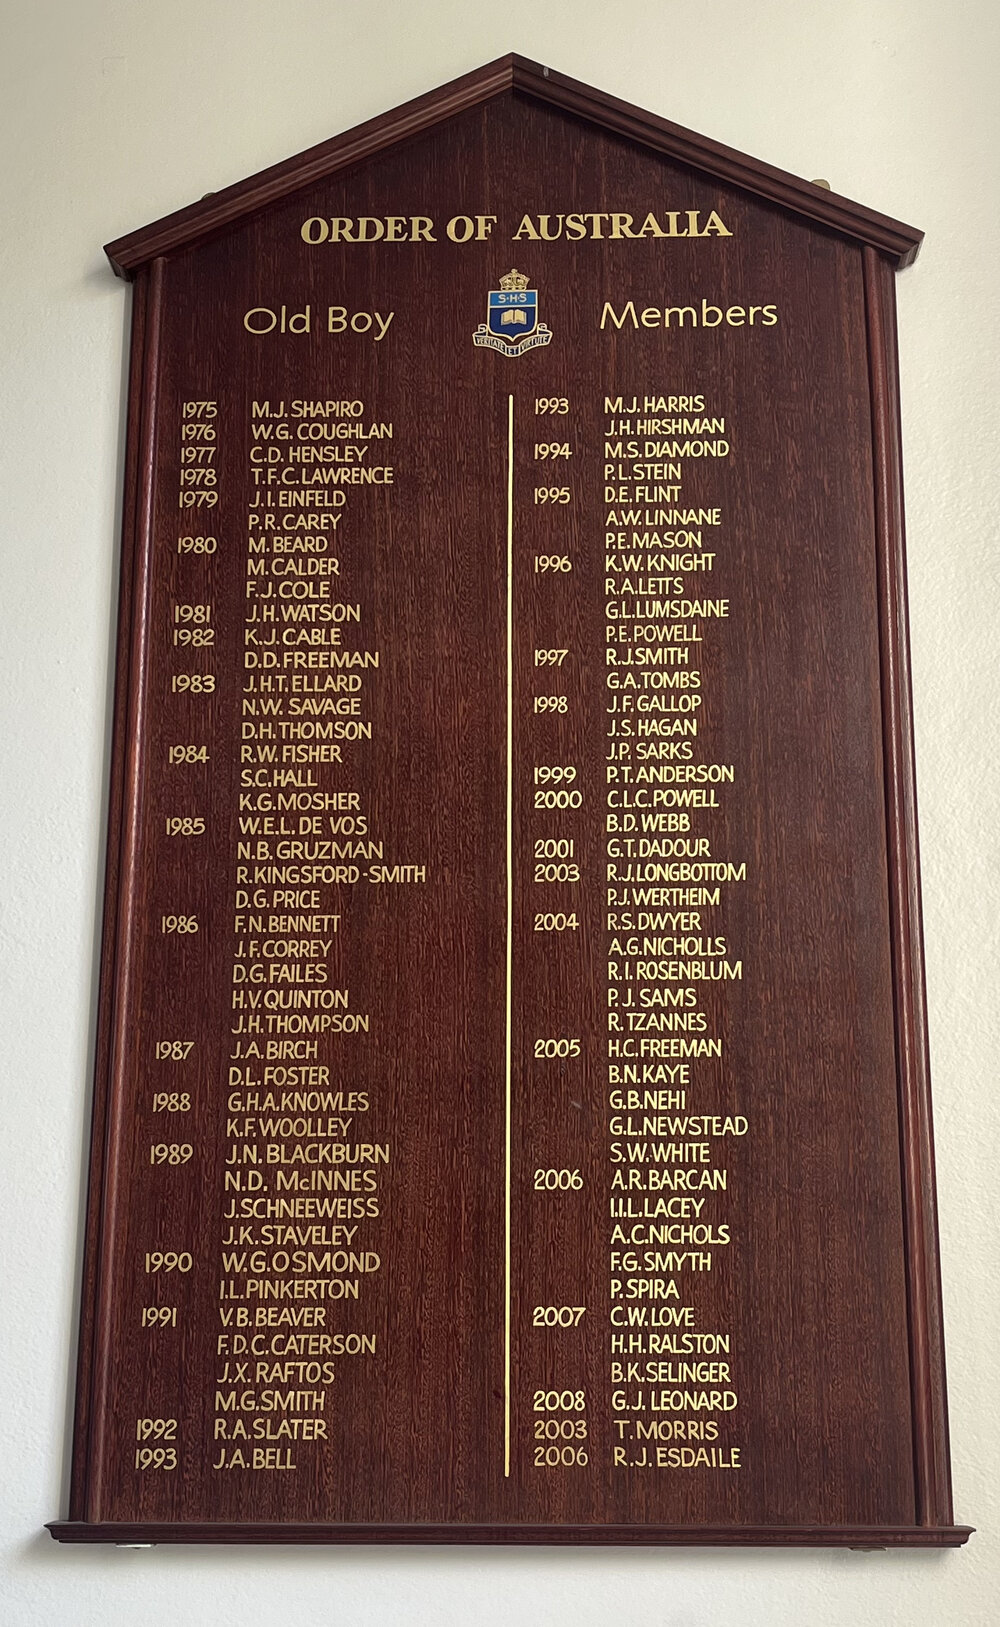 ORDER OF AUSTRALIA
Old Boy Members
S·H·S
VERITATE ET VIRTUTE
1975 M.J. SHAPIRO
1976 W.G. COUGHLAN
1977 C.D. HENSLEY
1978 T.F.C. LAWRENCE
1979 J.I. EINFELD
P.R. CAREY
1980 M. BEARD
M. CALDER
F.J. COLE
1981 J.H. WATSON
1982 K.J. CABLE
D.D. FREEMAN
1983 J.H.T. ELLARD
N.W. SAVAGE
D.H. THOMSON
1984 R.W. FISHER
S.C. HALL
K.G. MOSHER
1985 W.E.L. DE VOS
N.B. GRUZMAN
R. KINGSFORD-SMITH
D.G. PRICE
1986 F.N. BENNETT
J.F. CORREY
D.G. FAILES
H.V. QUINTON
J.H. THOMPSON
1987 J.A. BIRCH
D.L. FOSTER
1988 G.H.A. KNOWLES
K.F. WOOLLEY
1989 J.N. BLACKBURN
N.D. McINNES
J. SCHNEEWEISS
J.K. STAVELEY
1990 W.G. OSMOND
I.L. PINKERTON
1991 V.B. BEAVER
F.D.C. CATERSON
J.X. RAFTOS
M.G. SMITH
1992 R.A. SLATER
1993 J.A. BELL
1993 M.J. HARRIS
J.H. HIRSHMAN
1994 M.S. DIAMOND
P.L. STEIN
1995 D.E. FLINT
A.W. LINNANE
P.E. MASON
1996 K.W. KNIGHT
R.A. LETTS
G.L. LUMSDAINE
P.E. POWELL
1997 R.J. SMITH
G.A. TOMBS
1998 J.F. GALLOP
J.S. HAGAN
J.P. SARKS
1999 P.T. ANDERSON
2000 C.L.C. POWELL
B.D. WEBB
2001 G.T. DADOUR
2003 R.J. LONGBOTTOM
P.J. WERTHEIM
2004 R.S. DWYER
A.G. NICHOLLS
R.I. ROSENBLUM
P.J. SAMS
R. TZANNES
2005 H.C. FREEMAN
B.N. KAYE
G.B. NEHI
G.L. NEWSTEAD
S.W. WHITE
2006 A.R. BARCAN
I.I.L. LACEY
A.C. NICHOLS
F.G. SMYTH
P. SPIRA
2007 C.W. LOVE
H.H. RALSTON
B.K. SELINGER
2008 G.J. LEONARD
2003 T. MORRIS
2006 R.J. ESDAILE